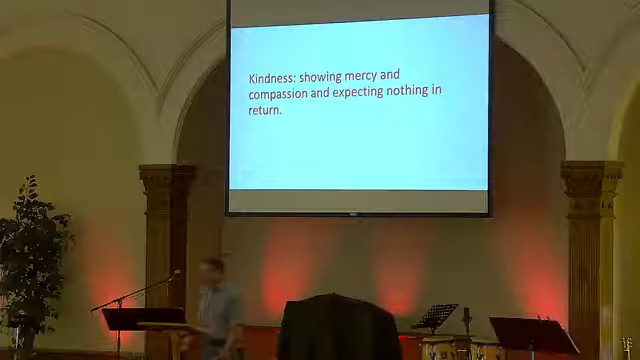 Kindness: showing mercy and
compassion and expecting nothing in
return.